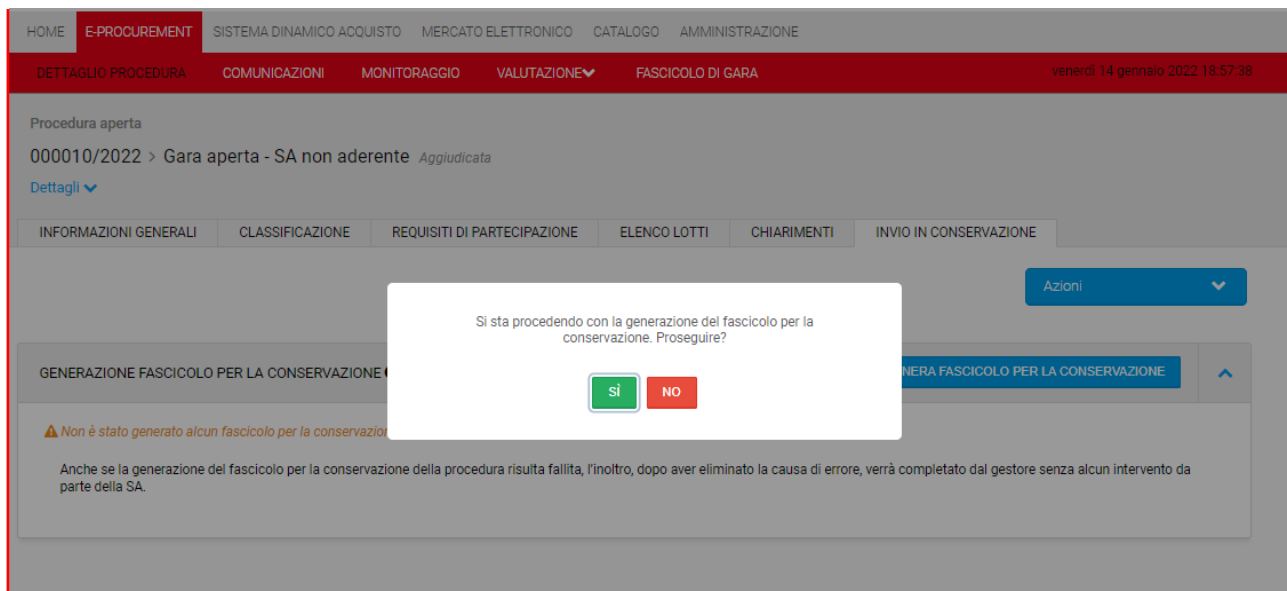 HOME E-PROCUREMENT SISTEMA DINAMICO ACQUISTO MERCATO ELETTRONICO CATALOGO AMMINISTRAZIONE
DETTAGLIO PROCEDURA COMUNICAZIONI MONITORAGGIO VALUTAZIONE FASCICOLO DI GARA venerdì 14 gennaio 2022 18:57:38
Procedura aperta
000010/2022 > Gara aperta - SA non aderente Aggiudicata
Dettagli
INFORMAZIONI GENERALI CLASSIFICAZIONE REQUISITI DI PARTECIPAZIONE ELENCO LOTTI CHIARIMENTI INVIO IN CONSERVAZIONE
Azioni
Si sta procedendo con la generazione del fascicolo per la
conservazione. Proseguire?
SÌ NO
GENERAZIONE FASCICOLO PER LA CONSERVAZIONE NERA FASCICOLO PER LA CONSERVAZIONE
Non è stato generato alcun fascicolo per la conservazion
Anche se la generazione del fascicolo per la conservazione della procedura risulta fallita, l'inoltro, dopo aver eliminato la causa di errore, verrà completato dal gestore senza alcun intervento da
parte della SA.